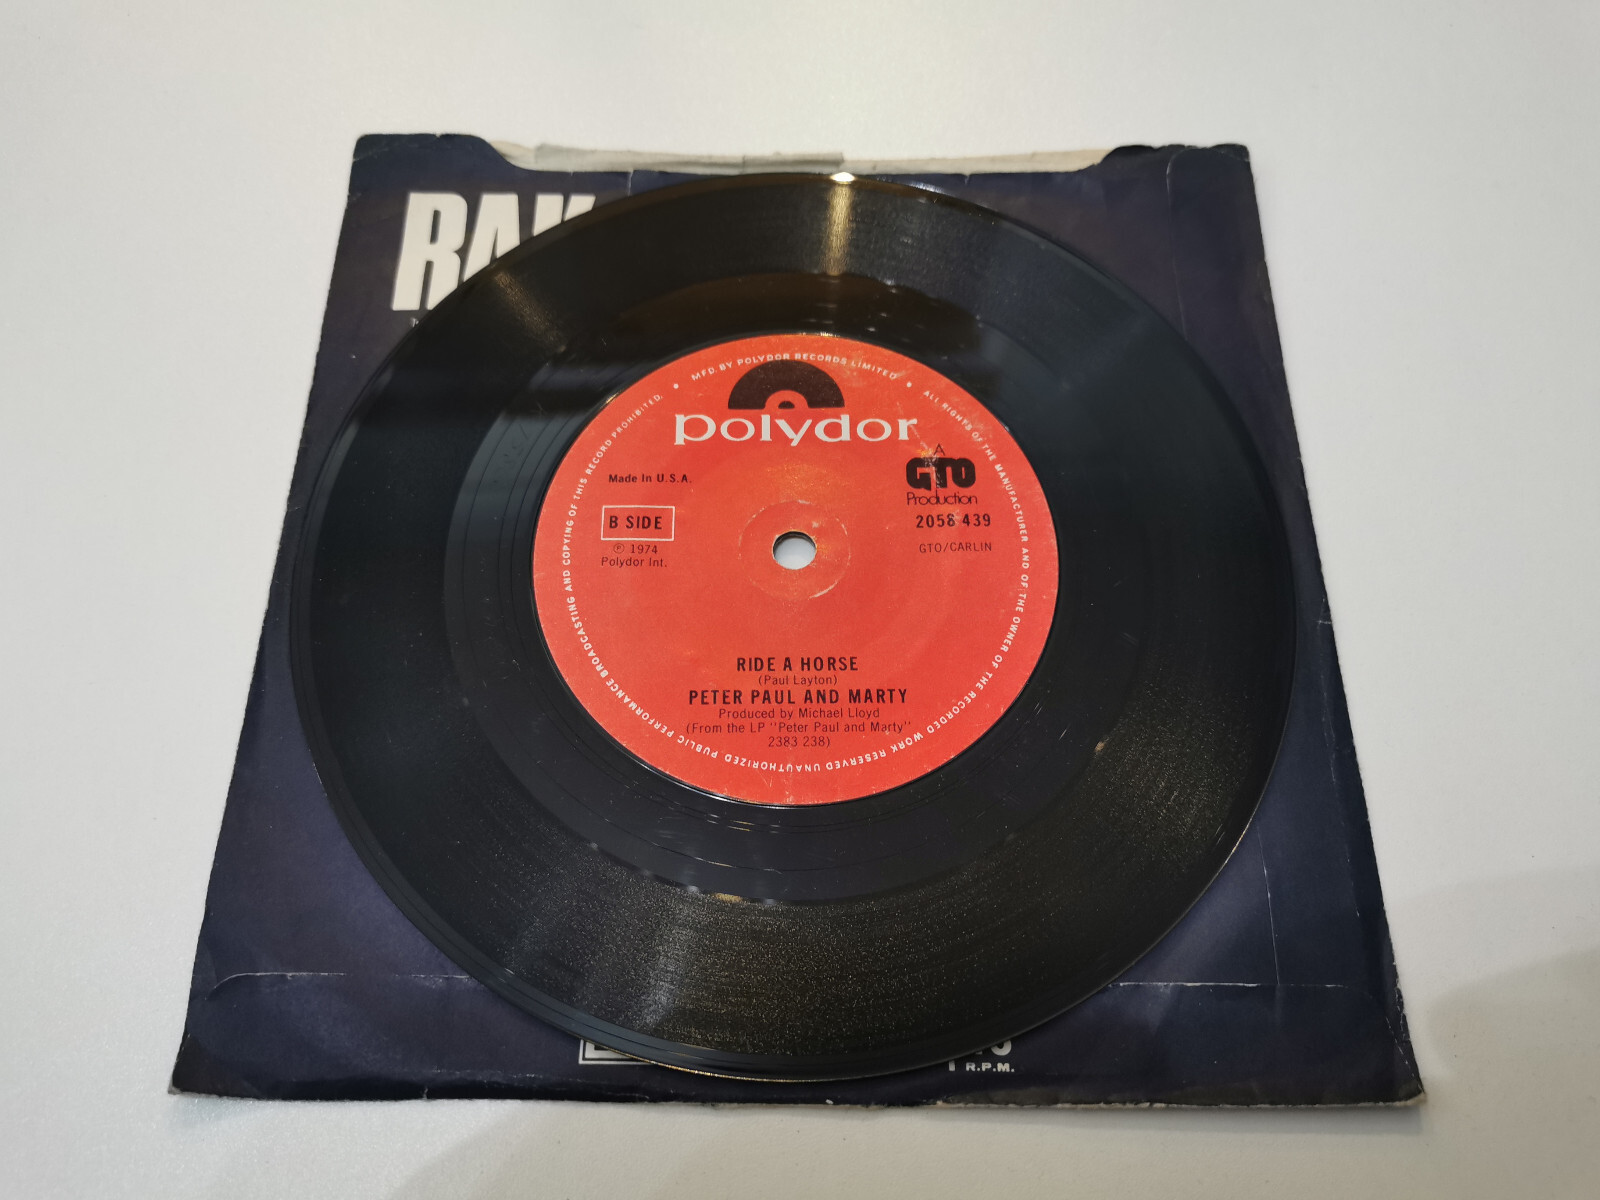 MFD. BY POLYDOR RECORDS LIMITED • ALL RIGHTS OF THE MANUFACTURER AND OF THE OWNER OF THE RECORDED WORK RESERVED UNAUTHORIZED PUBLIC PERFORMANCE BROADCASTING AND COPYING OF THIS RECORD PROHIBITED. •
polydor
A
GTO
Production
Made In U.S.A.
2058 439
B SIDE
GTO/CARLIN
℗ 1974
Polydor Int.
RIDE A HORSE
(Paul Layton)
PETER PAUL AND MARTY
Produced by Michael Lloyd
(From the LP "Peter Paul and Marty"
2383 238)
R.P.M.